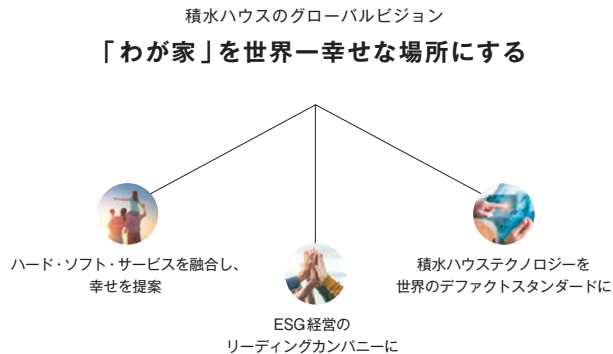 積水ハウスのグローバルビジョン
「わが家」を世界一幸せな場所にする
ハード・ソフト・サービスを融合し、
幸せを提案
ESG経営の
リーディングカンパニーに
積水ハウステクノロジーを
世界のデファクトスタンダードに